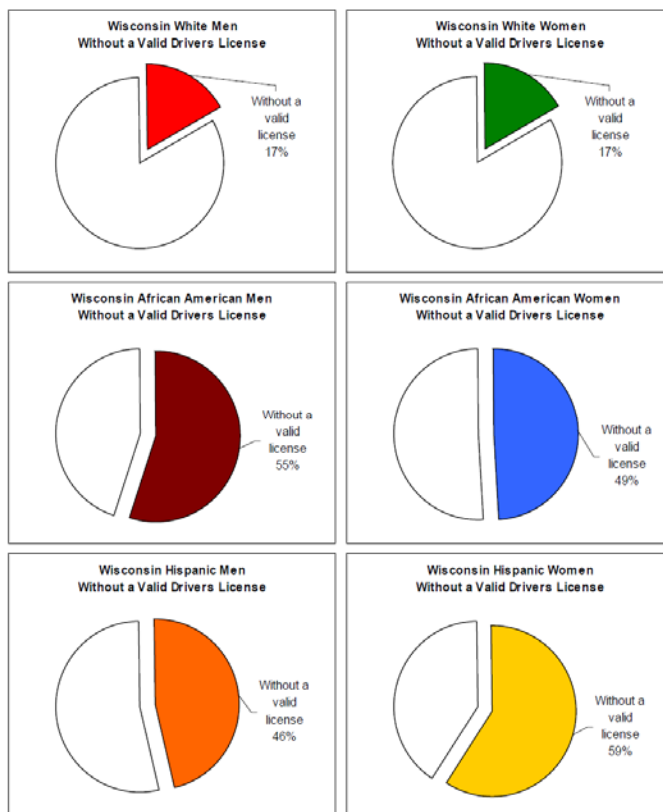 Wisconsin White Men
Without a Valid Drivers License
Without a
valid
license
17%
Wisconsin White Women
Without a Valid Drivers License
Without a
valid
license
17%
Wisconsin African American Men
Without a Valid Drivers License
Without a
valid
license
55%
Wisconsin African American Women
Without a Valid Drivers License
Without a
valid
license
49%
Wisconsin Hispanic Men
Without a Valid Drivers License
Without a
valid
license
46%
Wisconsin Hispanic Women
Without a Valid Drivers License
Without a
valid
license
59%